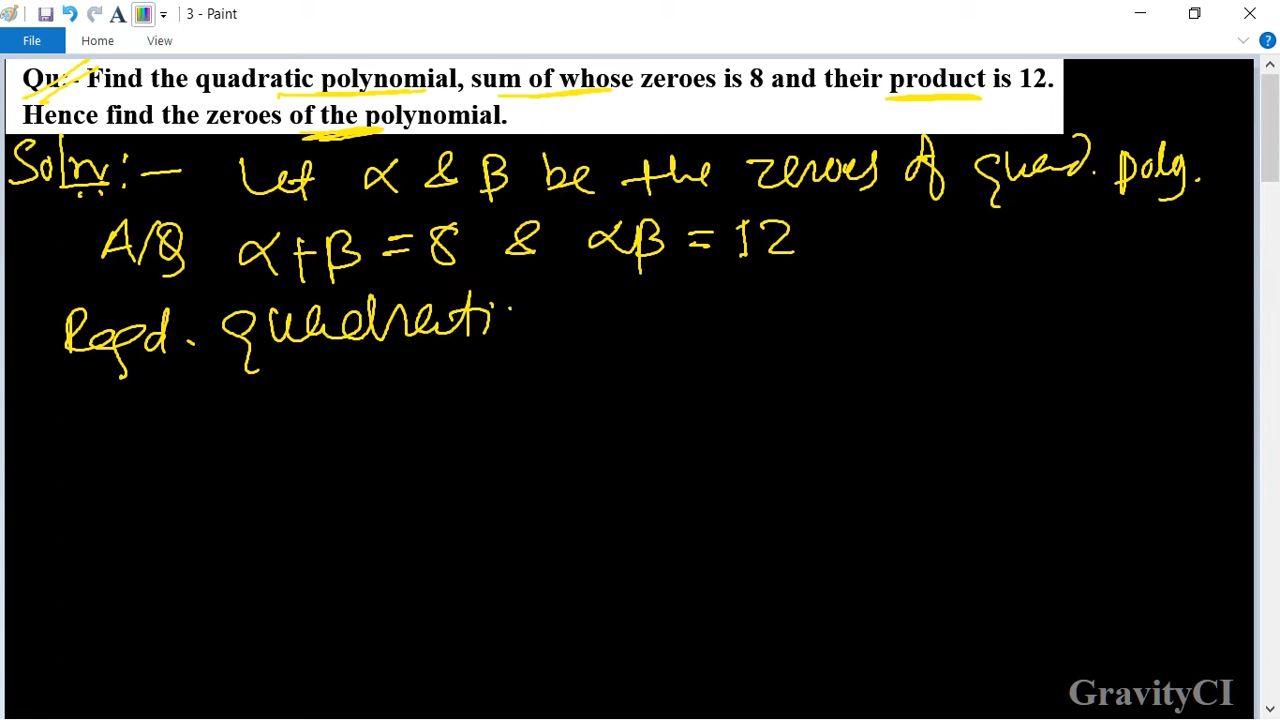 3 - Paint
File Home View
Qu:- Find the quadratic polynomial, sum of whose zeroes is 8 and their product is 12.
Hence find the zeroes of the polynomial.
Soln:- Let α & β be the zeroes of quad. poly.
A/Q α+β = 8 & αβ = 12
Reqd. quadrati
GravityCI